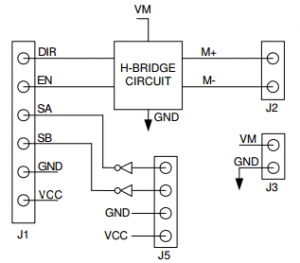 VM
DIR
M+
H-BRIDGE
CIRCUIT
EN
M-
SA
GND
J2
SB
VM
GND
GND
J3
VCC
GND
VCC
J1
J5